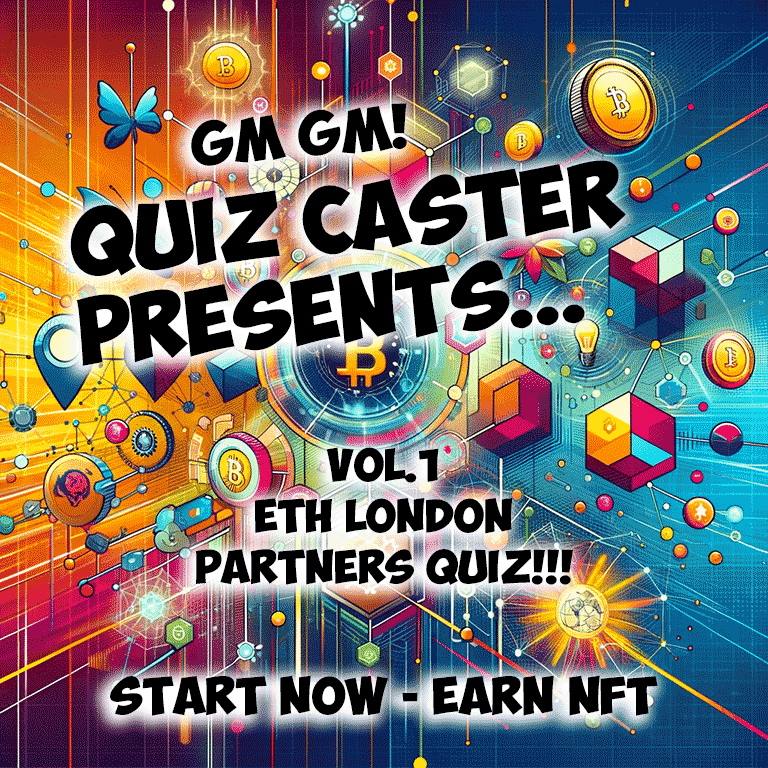 GM GM!
QUIZ CASTER
PRESENTS...
VOL.1
ETH LONDON
PARTNERS QUIZ!!!
START NOW - EARN NFT